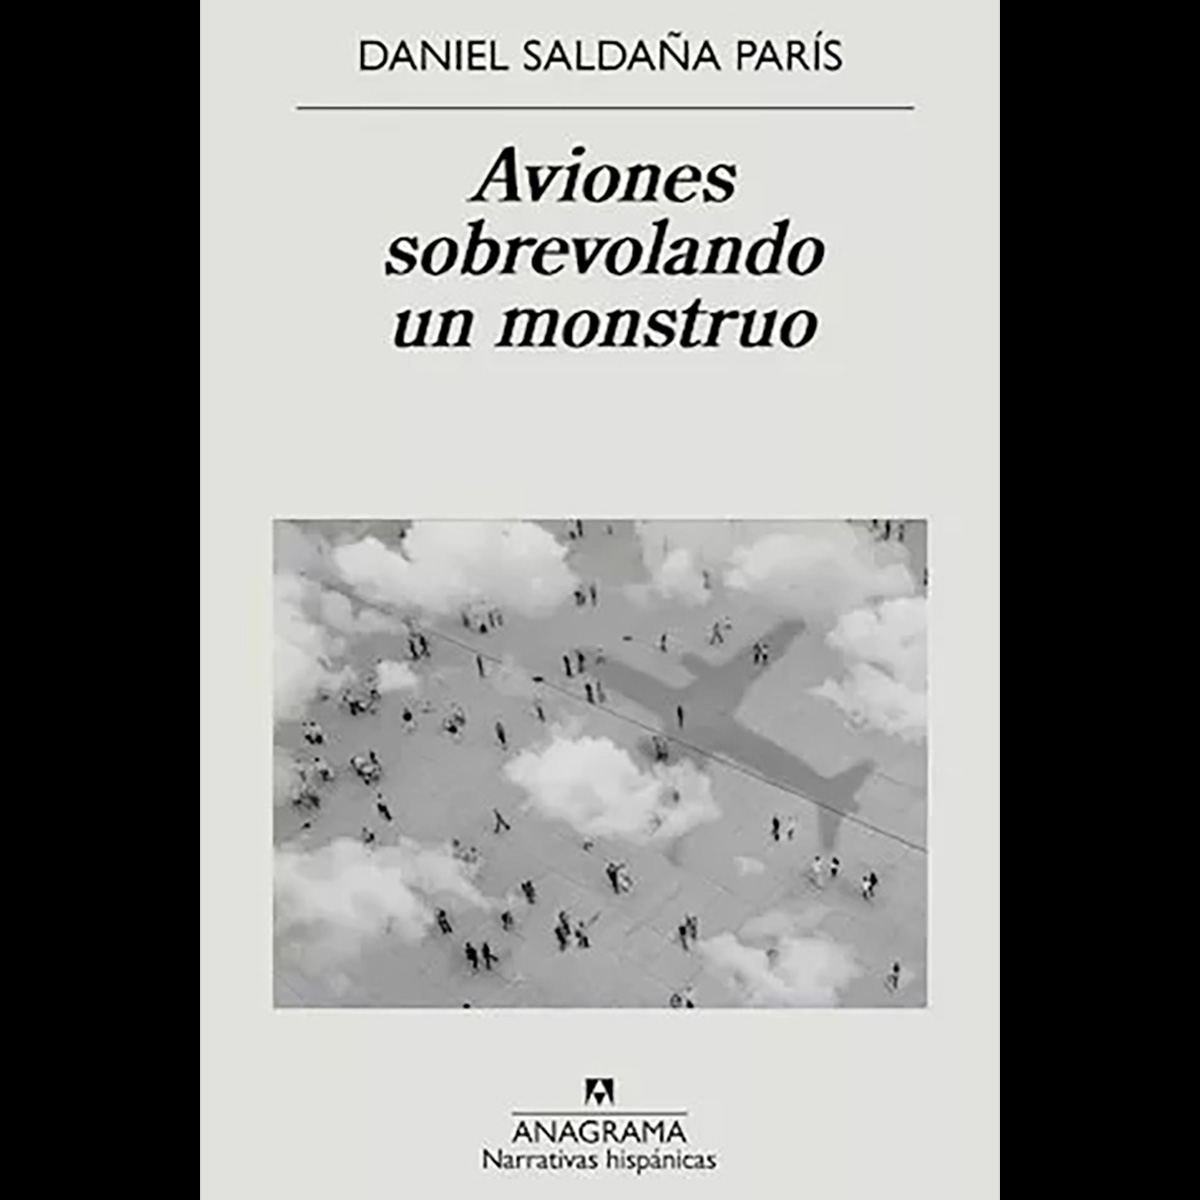 DANIEL SALDAÑA PARÍS
Aviones
sobrevolando
un monstruo
ANAGRAMA
Narrativas hispánicas